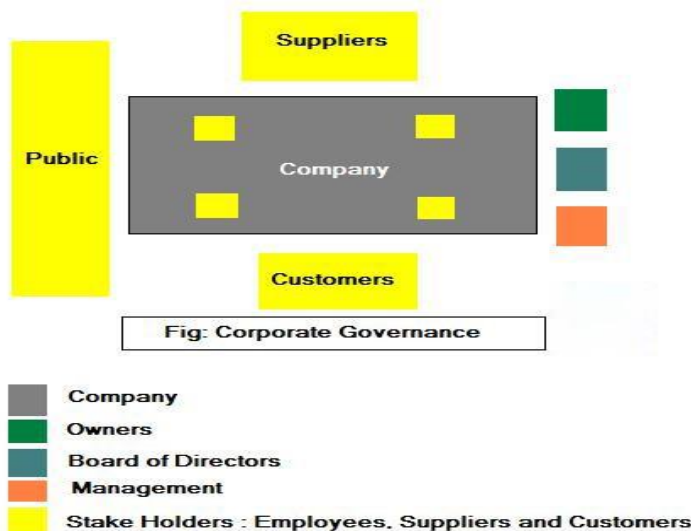 Suppliers
Public
Company
Customers
Fig: Corporate Governance
Company
Owners
Board of Directors
Management
Stake Holders : Employees, Suppliers and Customers